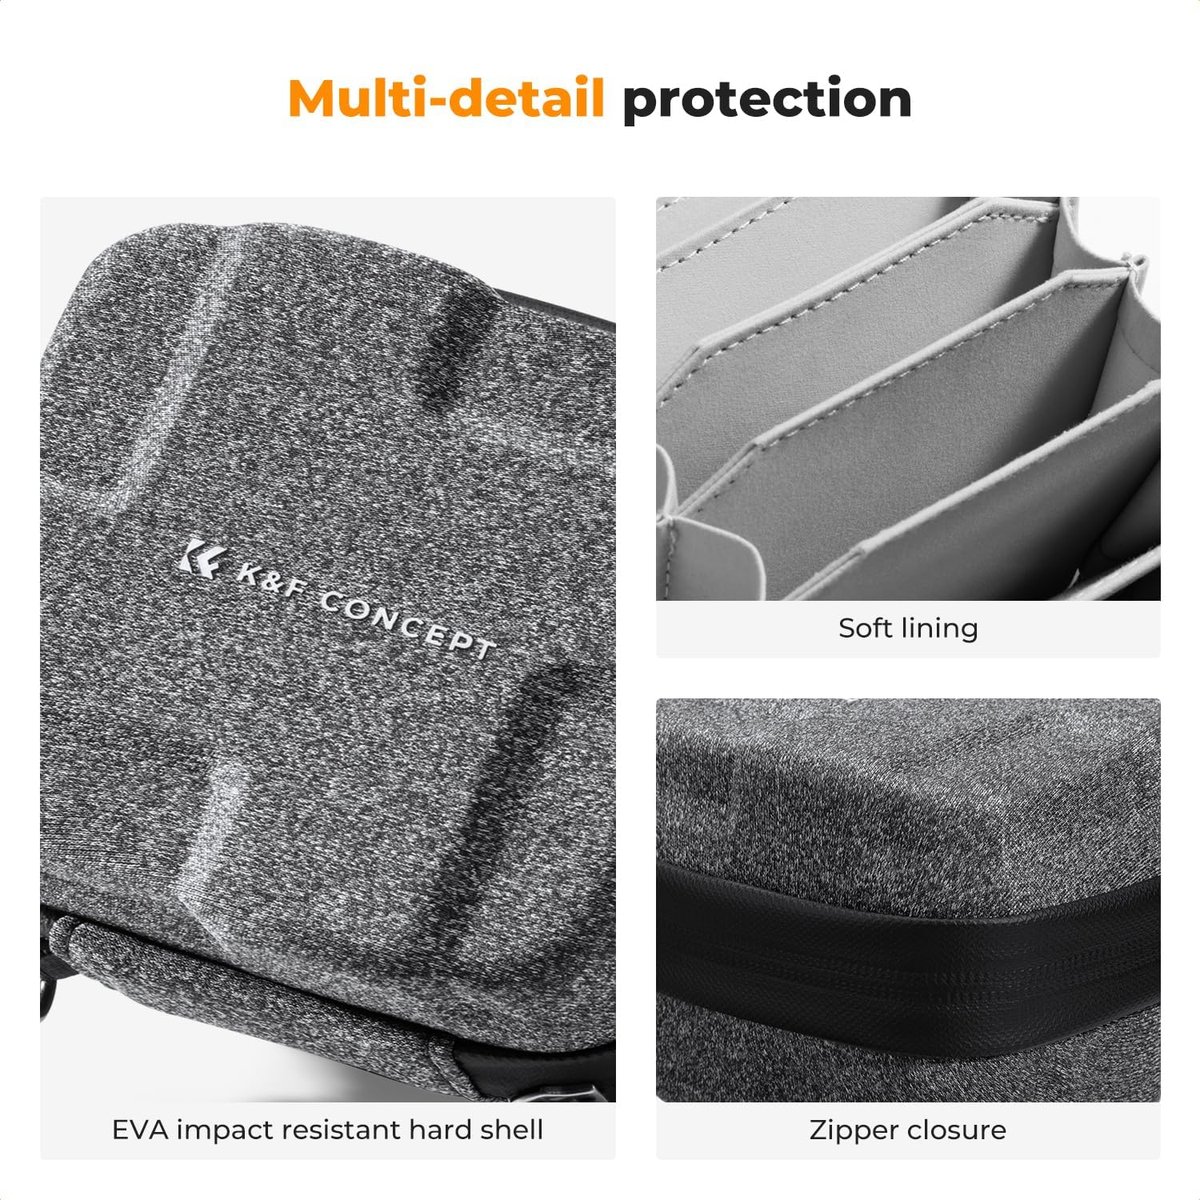 Multi-detail protection
K&F CONCEPT
EVA impact resistant hard shell
Soft lining
Zipper closure